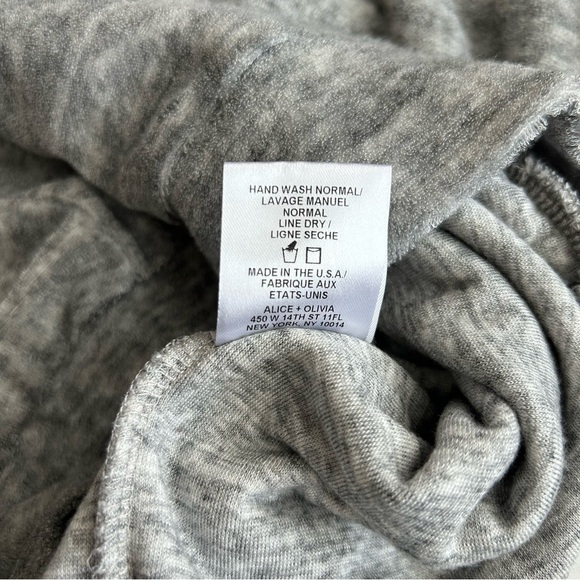 HAND WASH NORMAL/
LAVAGE MANUEL
NORMAL
LINE DRY /
LIGNE SECHE
MADE IN THE U.S.A./
FABRIQUE AUX
ETATS-UNIS
ALICE + OLIVIA
450 W 14TH ST 11FL
NEW YORK, NY 10014